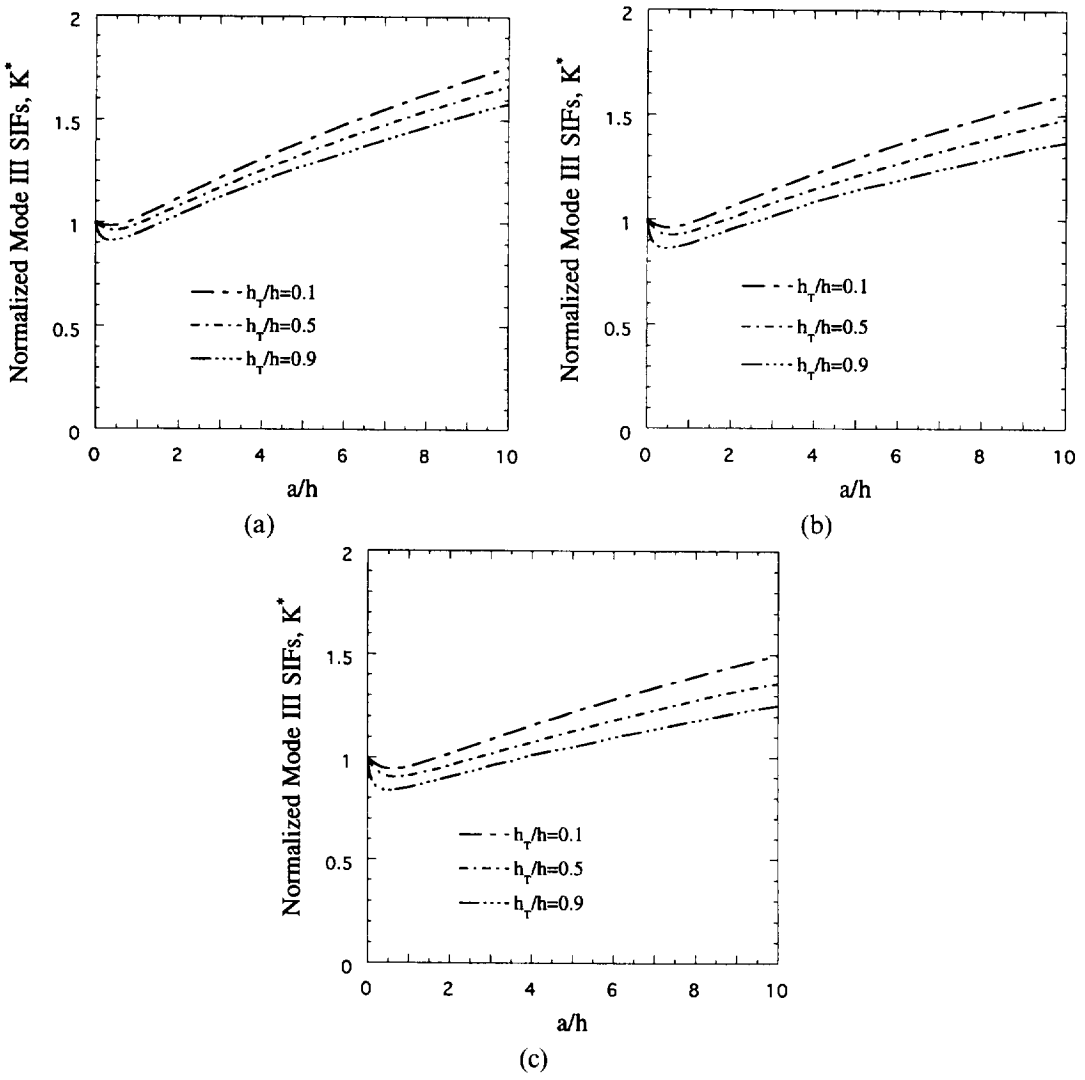 Normalized Mode III SIFs, K*
2
1.5
1
0.5
0
h_T/h=0.1
h_T/h=0.5
h_T/h=0.9
0 2 4 6 8 10
a/h
(a)
Normalized Mode III SIFs, K*
2
1.5
1
0.5
0
h_T/h=0.1
h_T/h=0.5
h_T/h=0.9
0 2 4 6 8 10
a/h
(b)
Normalized Mode III SIFs, K*
2
1.5
1
0.5
0
h_T/h=0.1
h_T/h=0.5
h_T/h=0.9
0 2 4 6 8 10
a/h
(c)